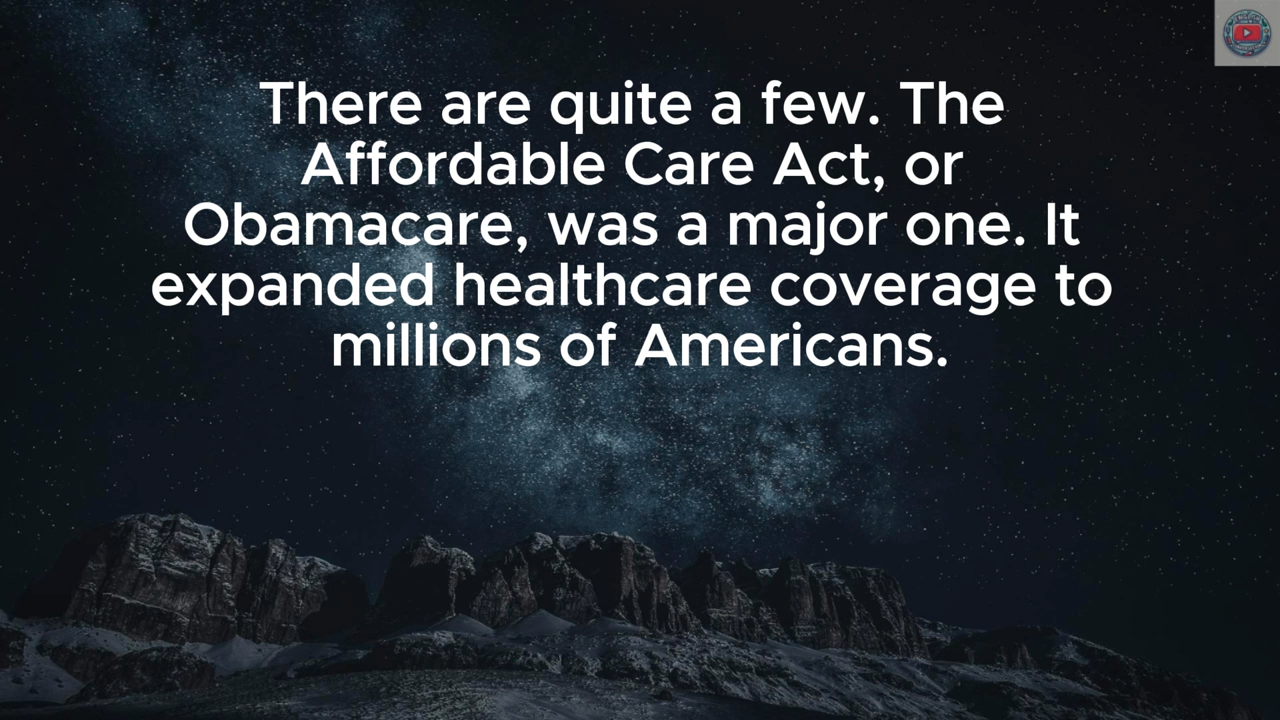 There are quite a few. The
Affordable Care Act, or
Obamacare, was a major one. It
expanded healthcare coverage to
millions of Americans.